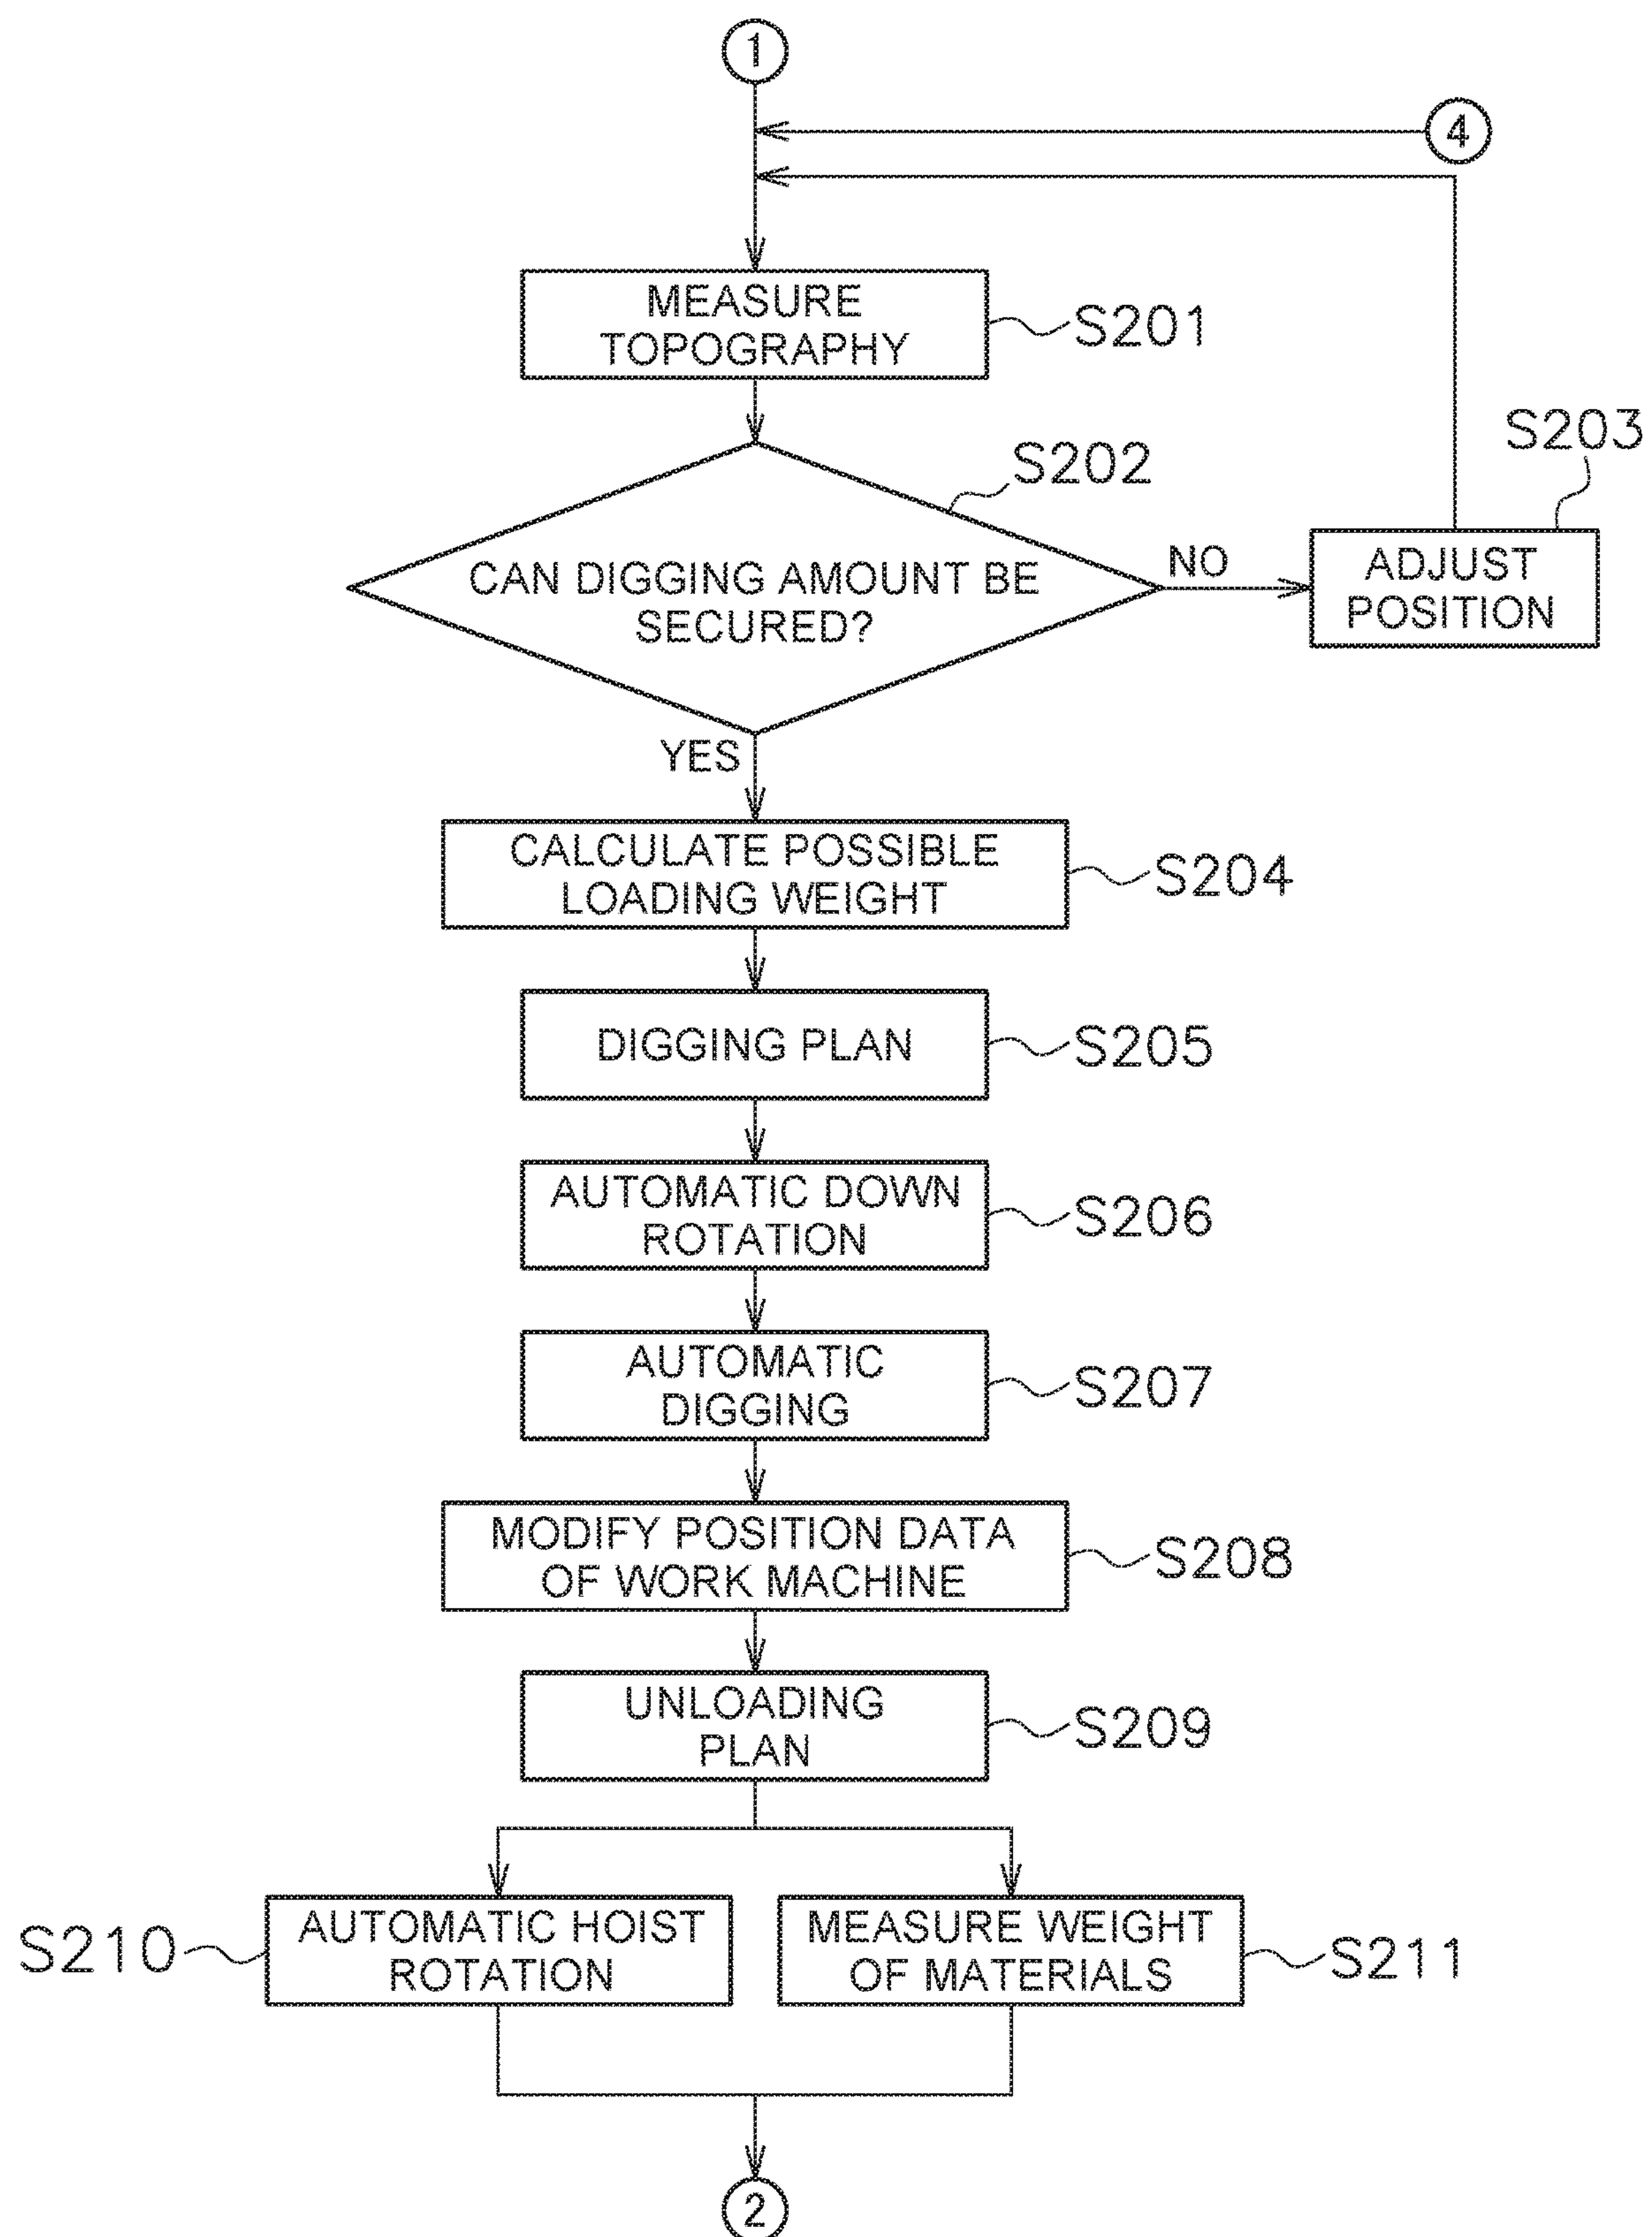 1
4
MEASURE
TOPOGRAPHY
S201
S203
S202
CAN DIGGING AMOUNT BE
SECURED?
NO
ADJUST
POSITION
YES
CALCULATE POSSIBLE
LOADING WEIGHT
S204
DIGGING PLAN
S205
AUTOMATIC DOWN
ROTATION
S206
AUTOMATIC
DIGGING
S207
MODIFY POSITION DATA
OF WORK MACHINE
S208
UNLOADING
PLAN
S209
S210
AUTOMATIC HOIST
ROTATION
MEASURE WEIGHT
OF MATERIALS
S211
2